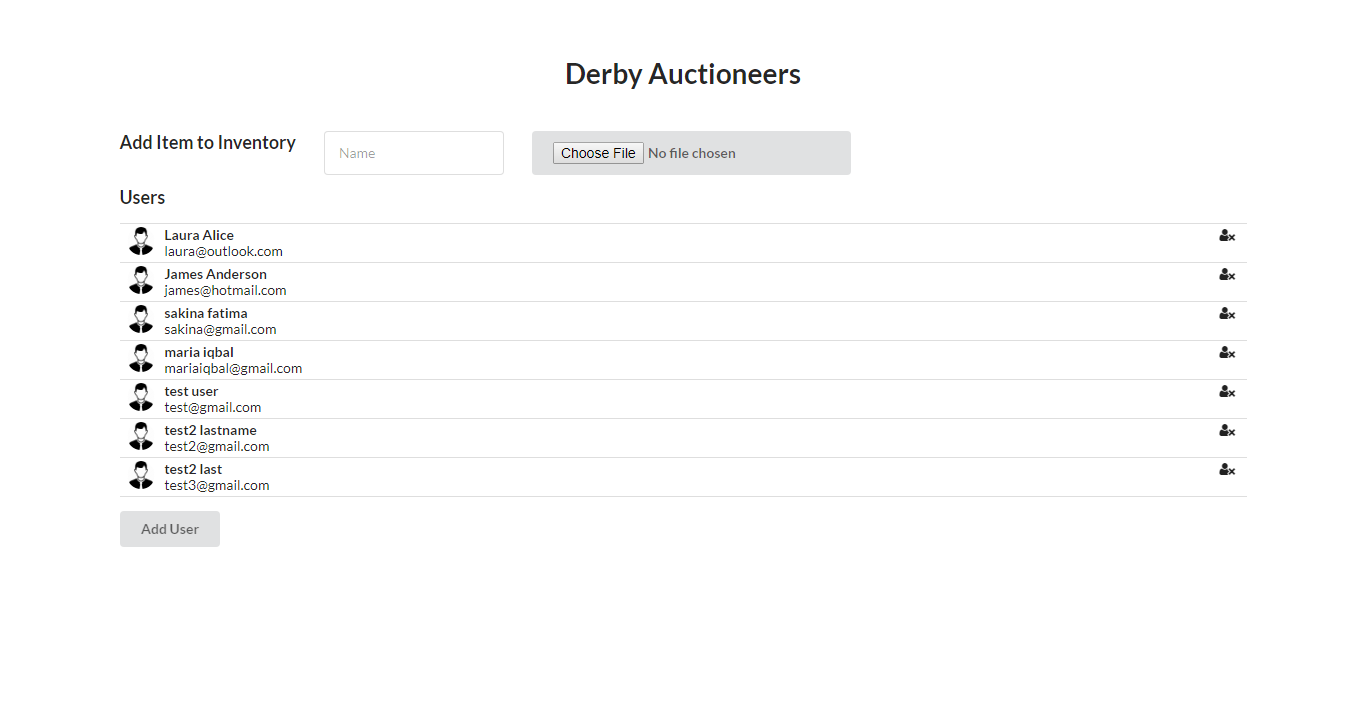 Derby Auctioneers
Add Item to Inventory
Name
Choose File No file chosen
Users
Laura Alice
laura@outlook.com
James Anderson
james@hotmail.com
sakina fatima
sakina@gmail.com
maria iqbal
mariaiqbal@gmail.com
test user
test@gmail.com
test2 lastname
test2@gmail.com
test2 last
test3@gmail.com
Add User